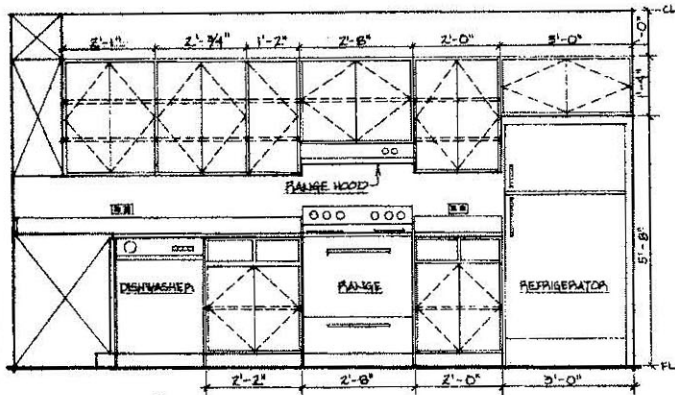 CL
2'-1" 2'-3/4" 1'-2" 2'-8" 2'-0" 3'-0"
1'-4"
RANGE HOOD
5'-8"
DISHWASHER RANGE REFRIGERATOR
FL
2'-2" 2'-8" 2'-0" 3'-0"